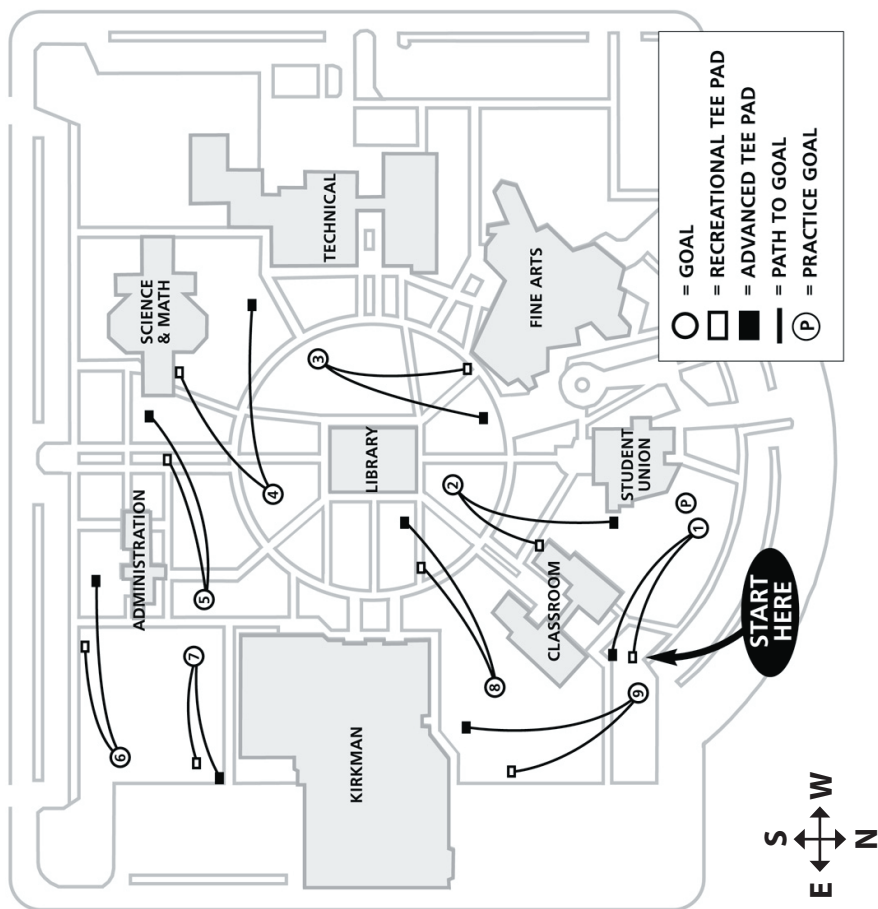 SCIENCE
& MATH
TECHNICAL
ADMINISTRATION
LIBRARY
FINE ARTS
STUDENT
UNION
CLASSROOM
KIRKMAN
1
2
3
4
5
6
7
8
9
P
START
HERE
= GOAL
= RECREATIONAL TEE PAD
= ADVANCED TEE PAD
= PATH TO GOAL
P = PRACTICE GOAL
S
E W
N